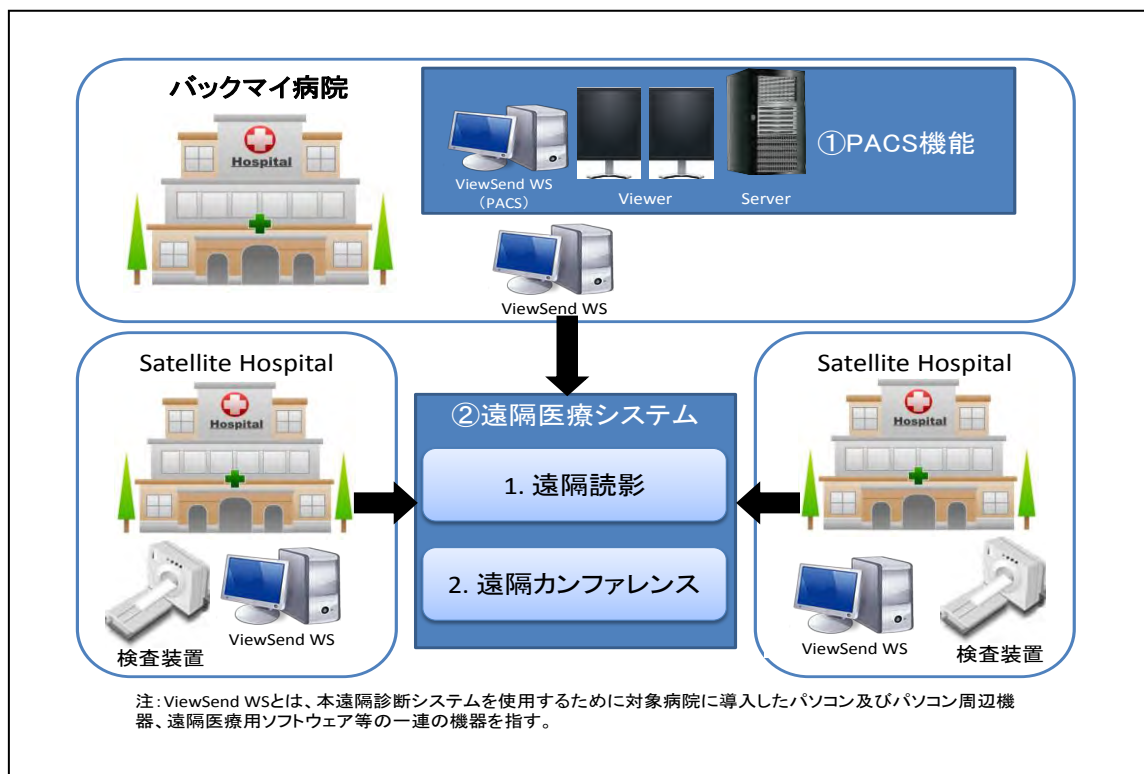 バックマイ病院
Hospital
ViewSend WS
（PACS）
Viewer
Server
①PACS機能
ViewSend WS
Satellite Hospital
Hospital
検査装置
ViewSend WS
②遠隔医療システム
1. 遠隔読影
2. 遠隔カンファレンス
Satellite Hospital
Hospital
ViewSend WS
検査装置
注：ViewSend WSとは、本遠隔診断システムを使用するために対象病院に導入したパソコン及びパソコン周辺機
器、遠隔医療用ソフトウェア等の一連の機器を指す。